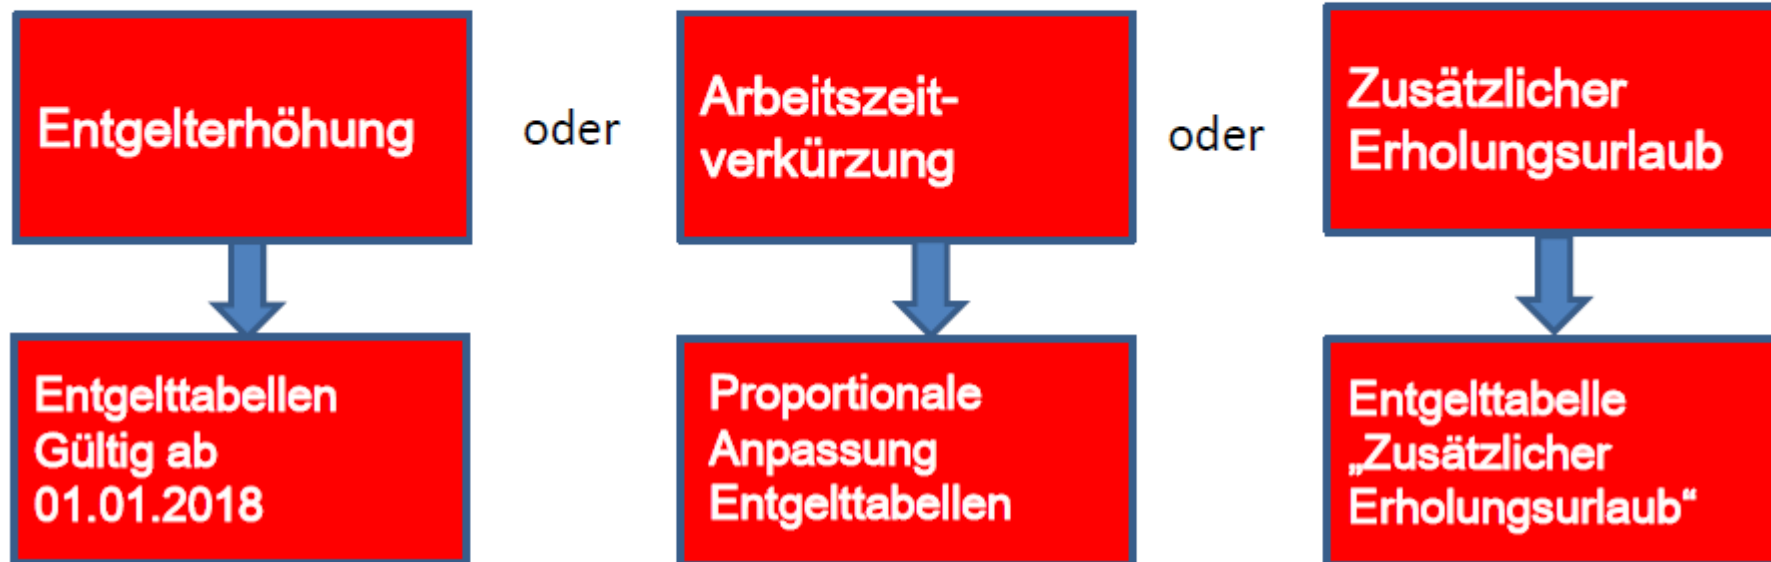 Entgelterhöhung
oder
Arbeitszeit-
verkürzung
oder
Zusätzlicher
Erholungsurlaub
Entgelttabellen
Gültig ab
01.01.2018
Proportionale
Anpassung
Entgelttabellen
Entgelttabelle
„Zusätzlicher
Erholungsurlaub“